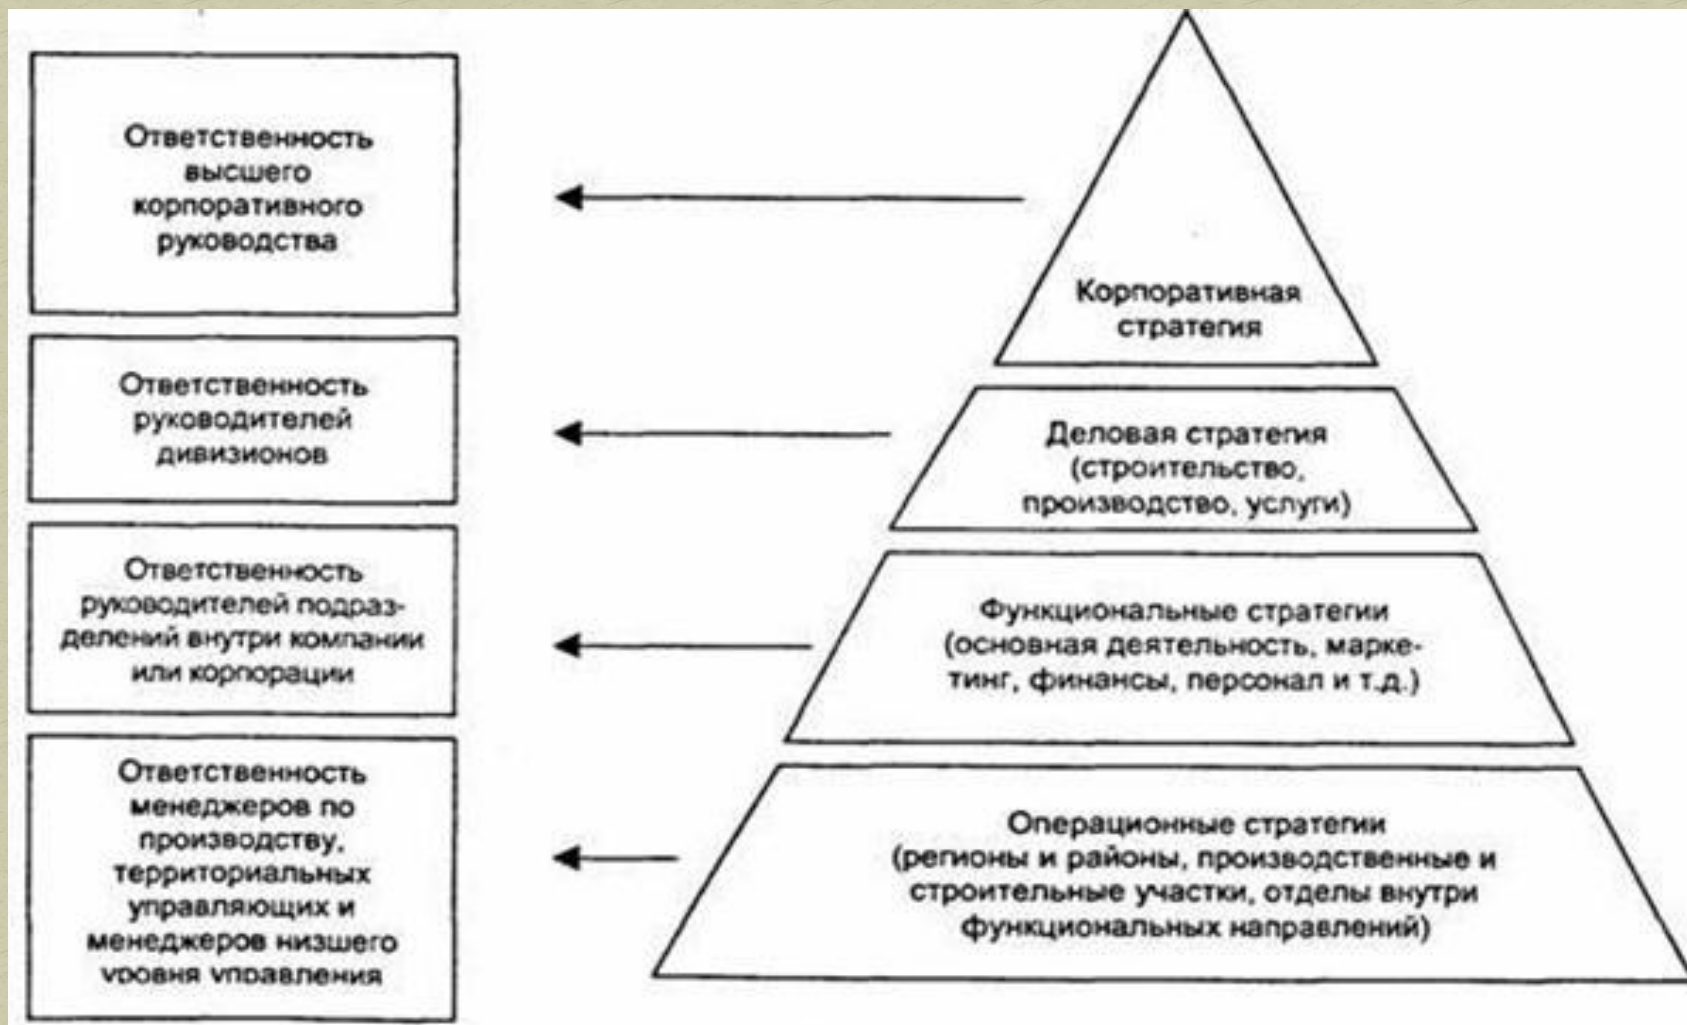 Ответственность
высшего
корпоративного
руководства
Корпоративная
стратегия
Ответственность
руководителей
дивизионов
Деловая стратегия
(строительство,
производство, услуги)
Ответственность
руководителей подраз-
делений внутри компании
или корпорации
Функциональные стратегии
(основная деятельность, марке-
тинг, финансы, персонал и т.д.)
Ответственность
менеджеров по
производству,
территориальных
управляющих и
менеджеров низшего
уровня управления
Операционные стратегии
(регионы и районы, производственные и
строительные участки, отделы внутри
функциональных направлений)